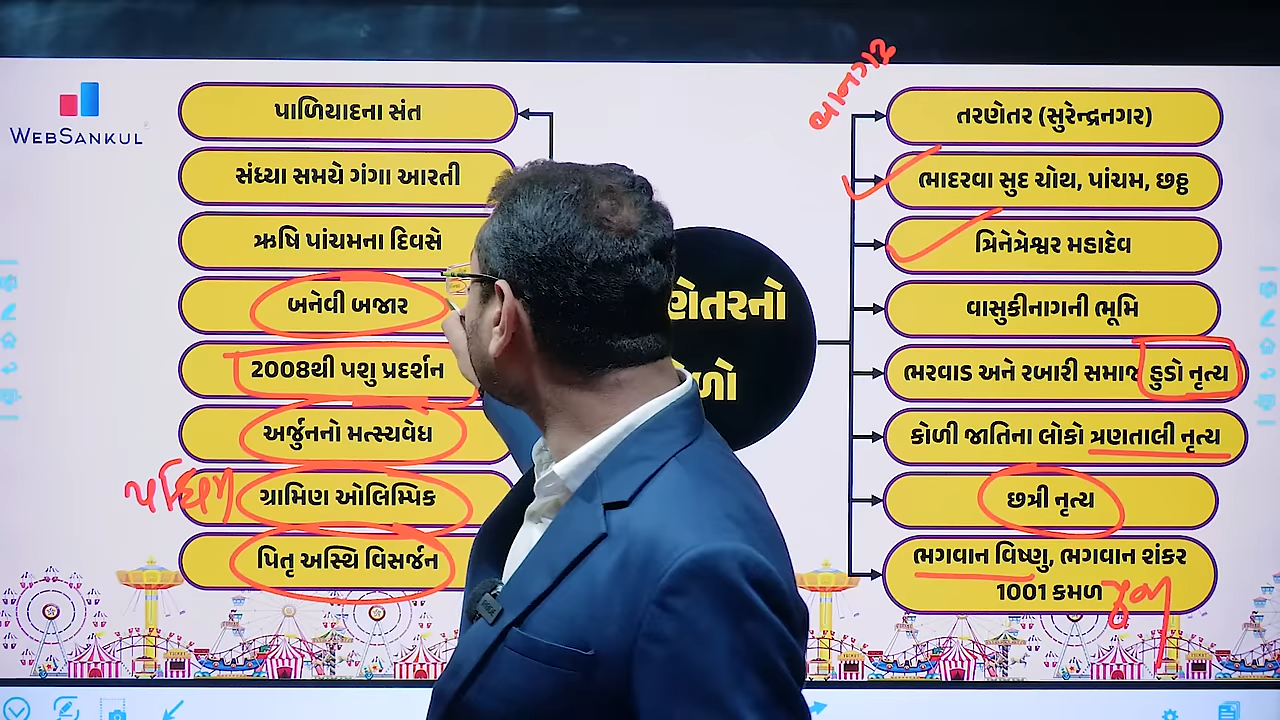 WEBSANKUL
પાળિયાદના સંત
સંધ્યા સમયે ગંગા આરતી
ઋષિ પાંચમના દિવસે
બનેવી બજાર
2008થી પશુ પ્રદર્શન
અર્જુનનો મત્સ્યવેધ
ગ્રામિણ ઓલિમ્પિક
પિતૃ અસ્થિ વિસર્જન
ણેતરનો
ળો
તરણેતર (સુરેન્દ્રનગર)
ભાદરવા સુદ ચોથ, પાંચમ, છઠ્ઠ
ત્રિનેત્રેશ્વર મહાદેવ
વાસુકીનાગની ભૂમિ
ભરવાડ અને રબારી સમાજ હુડો નૃત્ય
કોળી જાતિના લોકો ત્રણતાલી નૃત્ય
છત્રી નૃત્ય
ભગવાન વિષ્ણુ, ભગવાન શંકર
1001 કમળ